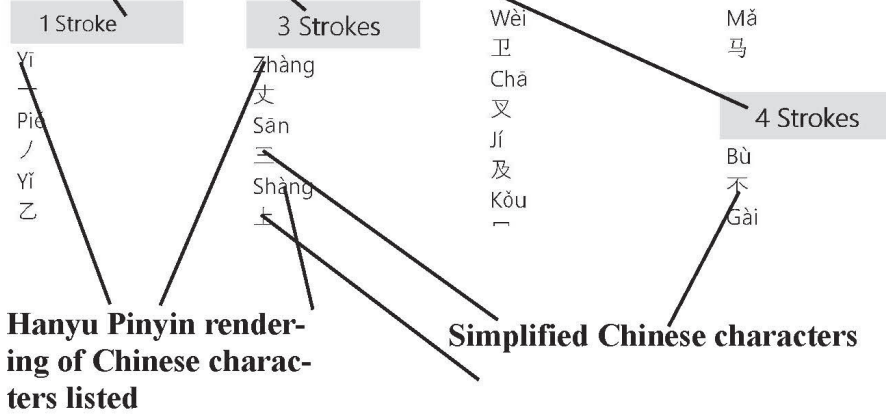 1 Stroke
Yī
一
Piě
丿
Yǐ
乙
3 Strokes
Zhàng
丈
Sān
三
Shàng
上
Wèi
卫
Chā
叉
Jí
及
Kǒu
Mǎ
马
4 Strokes
Bù
不
Gài
Hanyu Pinyin render-
ing of Chinese charac-
ters listed
Simplified Chinese characters